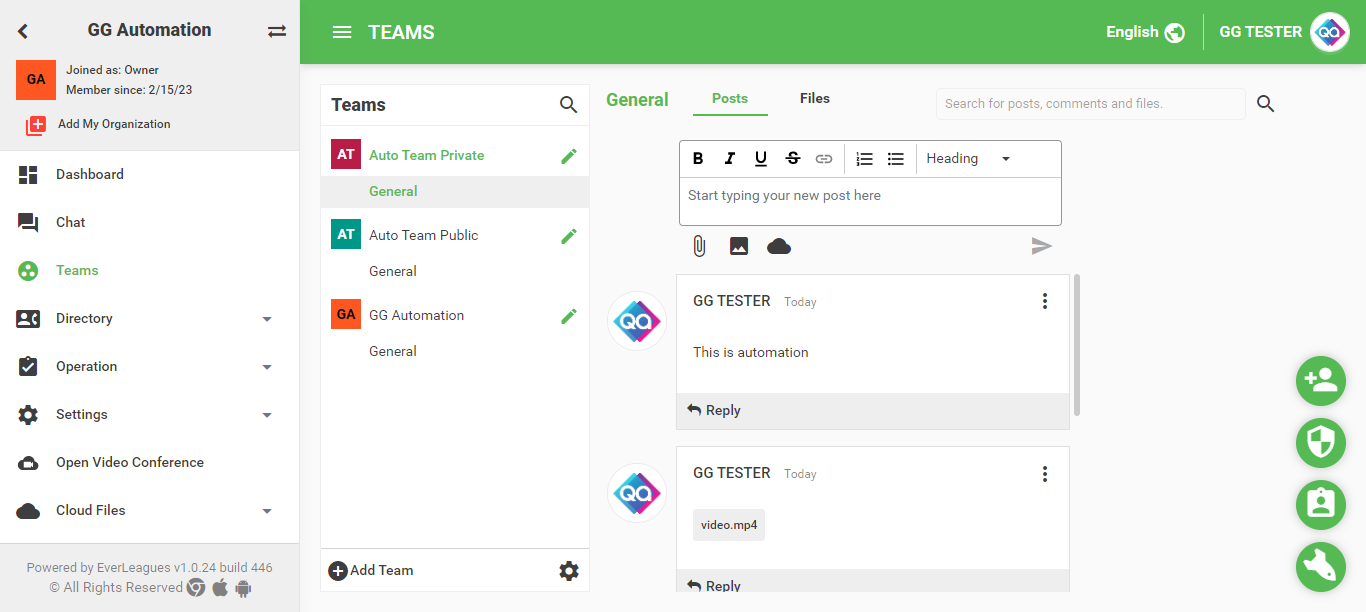 GG Automation
GA
Joined as: Owner
Member since: 2/15/23
Add My Organization
Dashboard
Chat
Teams
Directory
Operation
Settings
Open Video Conference
Cloud Files
Powered by EverLeagues v1.0.24 build 446
© All Rights Reserved
TEAMS
English
GG TESTER
QA
Teams
AT Auto Team Private
General
AT Auto Team Public
General
GA GG Automation
General
Add Team
General
Posts
Files
Search for posts, comments and files.
B I U S Heading
Start typing your new post here
QA
GG TESTER Today
This is automation
Reply
QA
GG TESTER Today
video.mp4
Reply